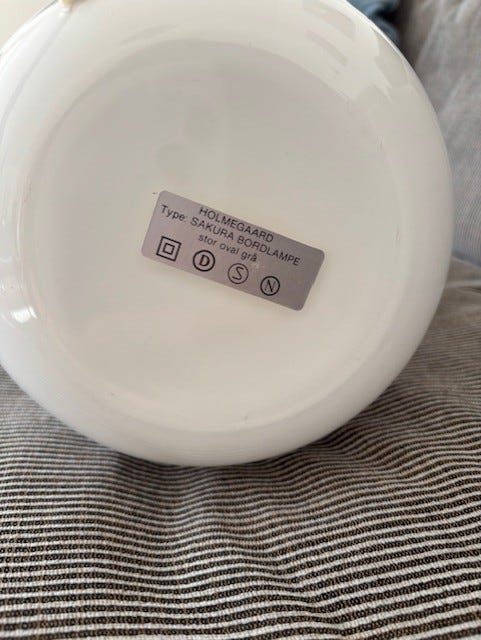 HOLMEGAARD
Type: SAKURA BORDLAMPE
stor oval grå
D S N